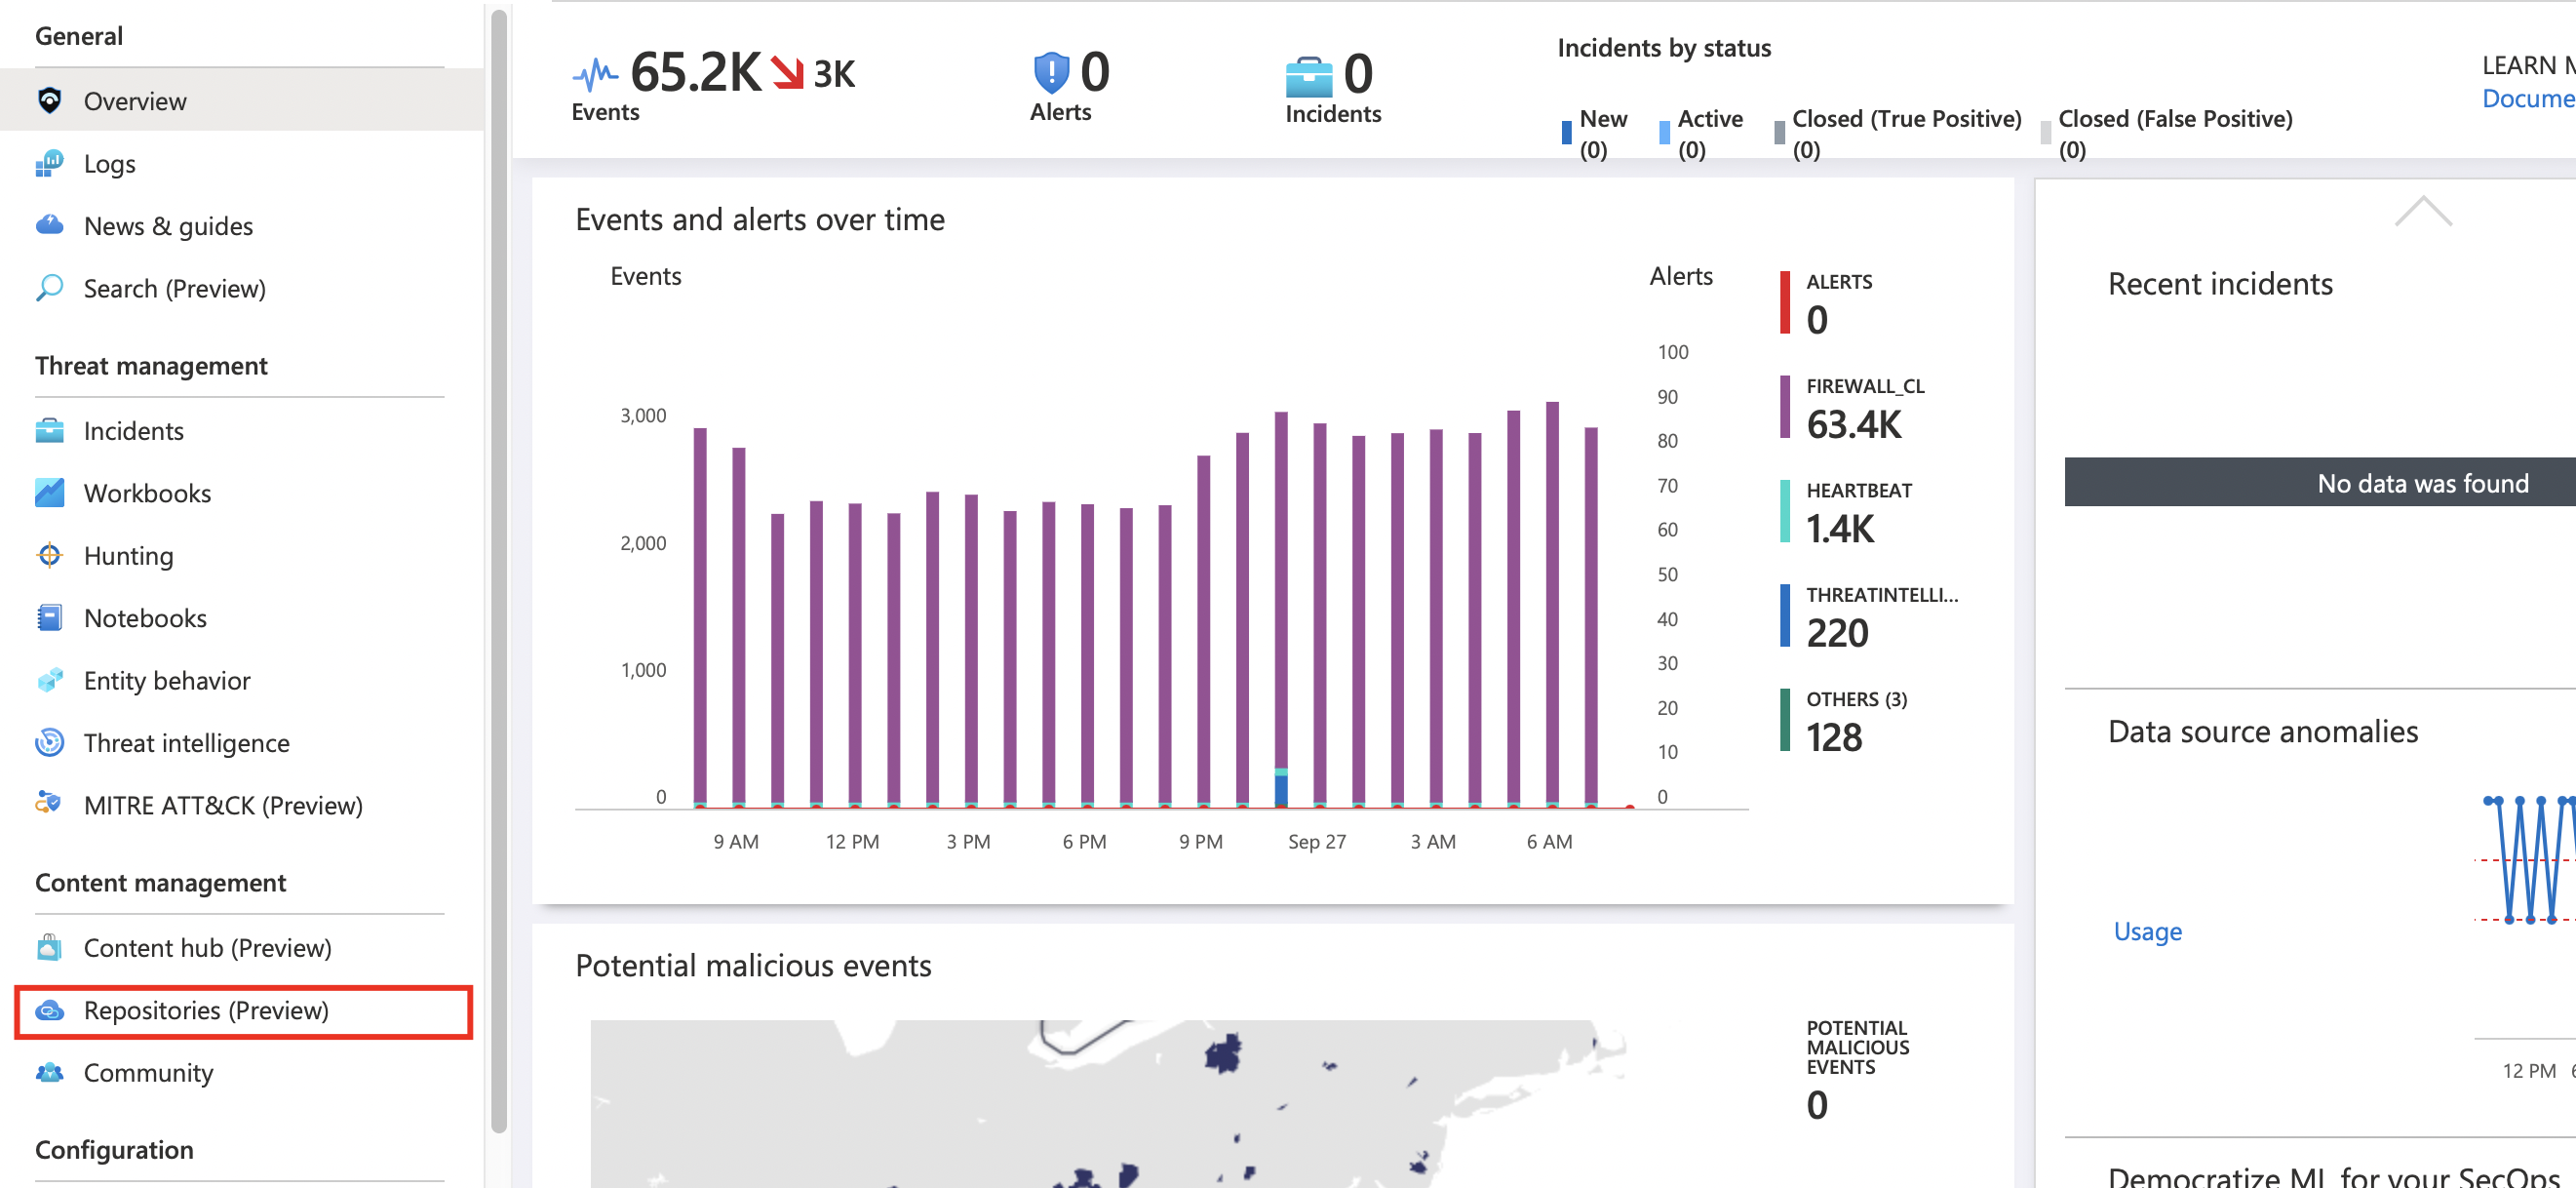 General
Overview
Logs
News & guides
Search (Preview)
Threat management
Incidents
Workbooks
Hunting
Notebooks
Entity behavior
Threat intelligence
MITRE ATT&CK (Preview)
Content management
Content hub (Preview)
Repositories (Preview)
Community
Configuration
65.2K 3K
Events
0
Alerts
0
Incidents
Incidents by status
New (0)
Active (0)
Closed (True Positive) (0)
Closed (False Positive) (0)
LEARN M
Docume
Events and alerts over time
Events
Alerts
3,000
2,000
1,000
0
100
90
80
70
60
50
40
30
20
10
0
9 AM 12 PM 3 PM 6 PM 9 PM Sep 27 3 AM 6 AM
ALERTS
0
FIREWALL_CL
63.4K
HEARTBEAT
1.4K
THREATINTELLI...
220
OTHERS (3)
128
Potential malicious events
POTENTIAL
MALICIOUS
EVENTS
0
Recent incidents
No data was found
Data source anomalies
Usage
12 PM
Democratize ML for your SecOps